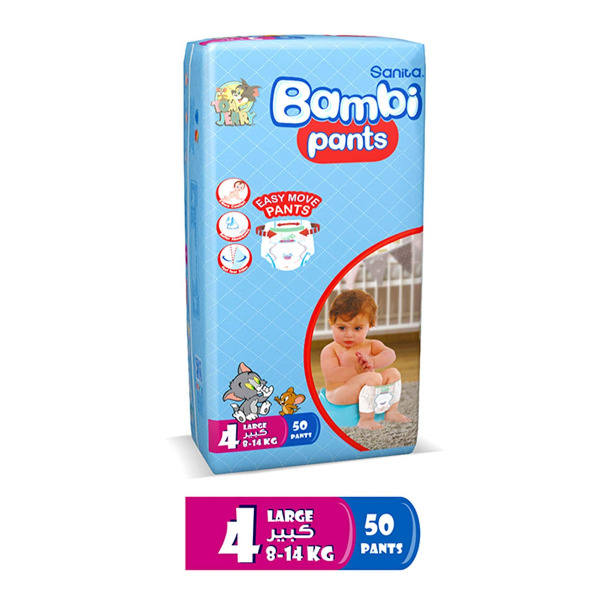 Sanita
Bambi
pants
TOM and
JERRY
EASY MOVE
PANTS
4
LARGE
كبير
8-14 KG
50
PANTS
4
LARGE
كبير
8-14 KG
50
PANTS